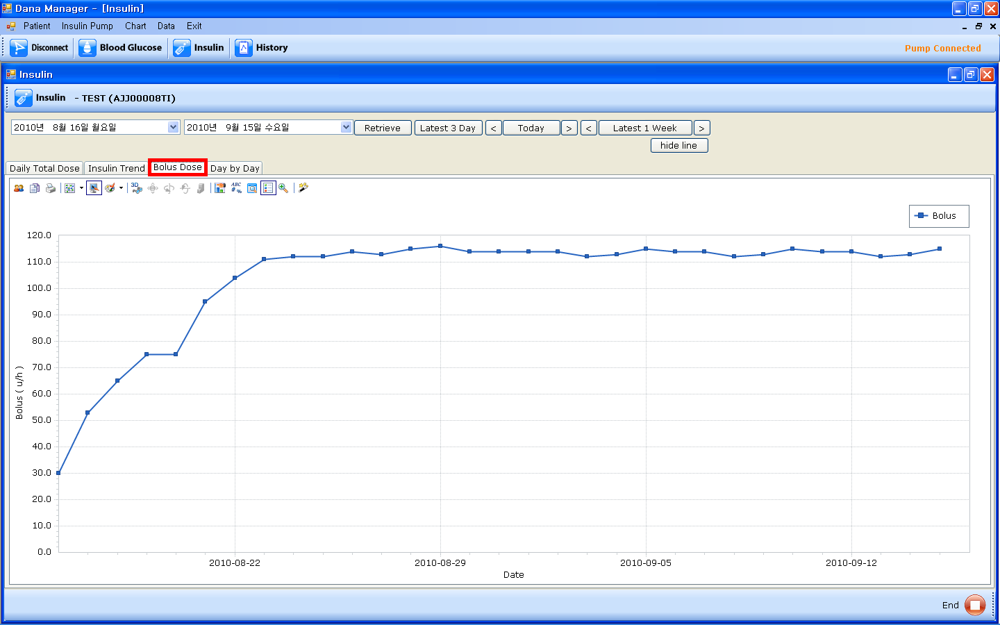 Dana Manager - [Insulin]
Patient Insulin Pump Chart Data Exit
Disconnect Blood Glucose Insulin History Pump Connected
Insulin
Insulin - TEST (AJJ00008TI)
2010년 8월 16일 월요일 2010년 9월 15일 수요일 Retrieve Latest 3 Day < Today > < Latest 1 Week >
hide line
Daily Total Dose Insulin Trend Bolus Dose Day by Day
3D ABC #%
Bolus
120.0
110.0
100.0
90.0
80.0
70.0
60.0
50.0
40.0
30.0
20.0
10.0
0.0
Bolus ( u/h )
2010-08-22 2010-08-29 2010-09-05 2010-09-12
Date
End